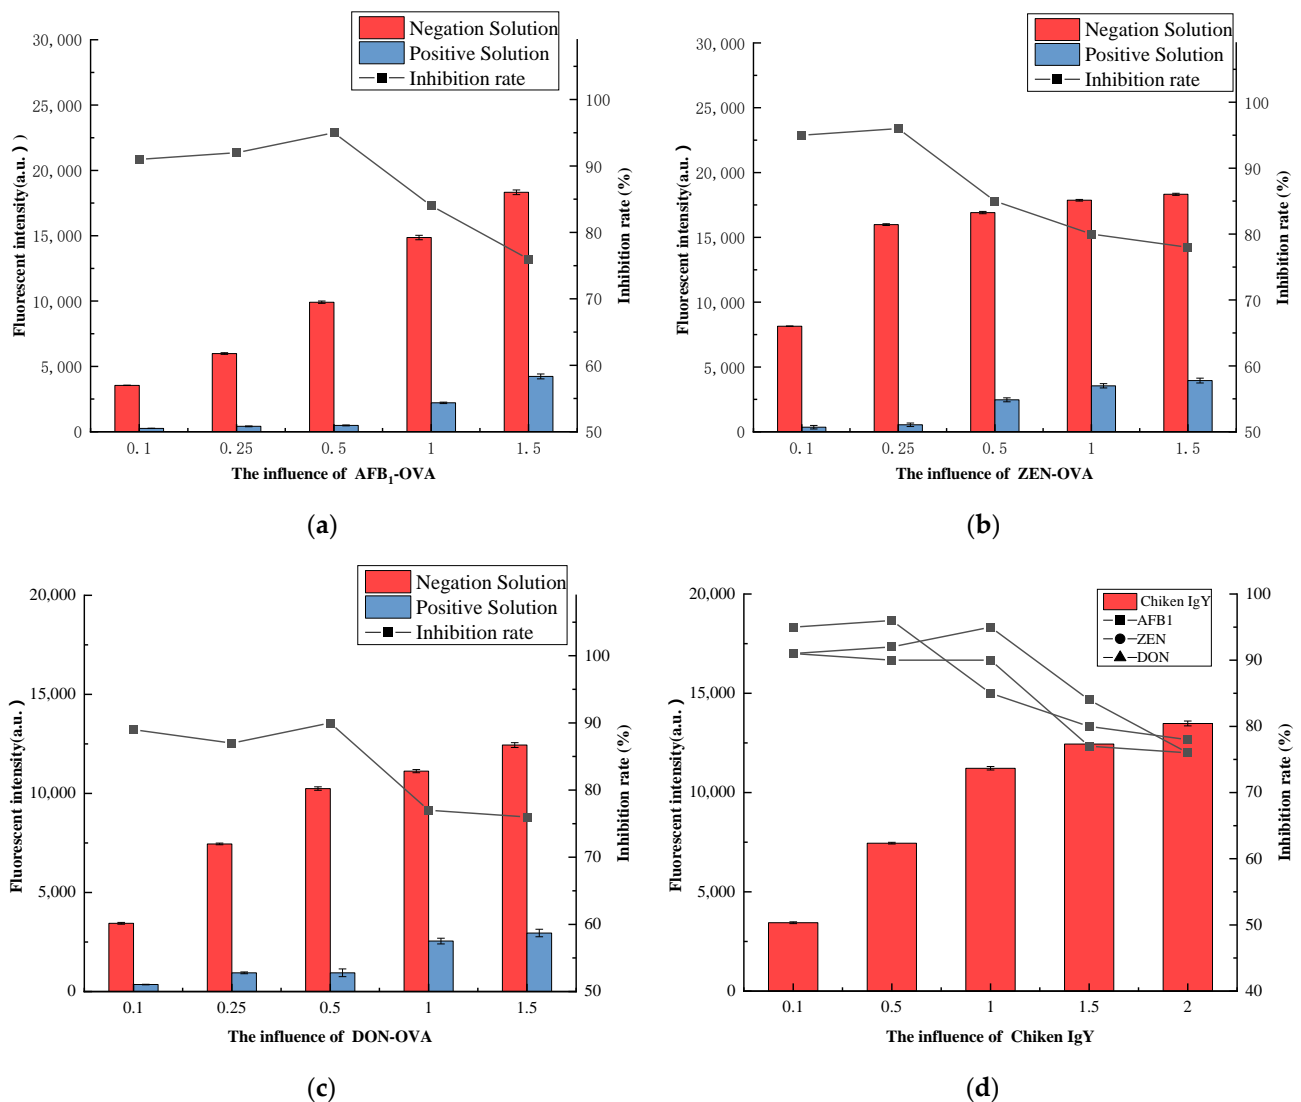 Negation Solution
Positive Solution
Inhibition rate
30,000
25,000
20,000
15,000
10,000
5,000
0
100
90
80
70
60
50
Fluorescent intensity(a.u. ))
Inhibition rate (%)
0.1 0.25 0.5 1 1.5
The influence of AFB1-OVA
(a)
Negation Solution
Positive Solution
Inhibition rate
30,000
25,000
20,000
15,000
10,000
5,000
0
100
90
80
70
60
50
Fluorescent intensity(a.u. )
Inhibition rate (%)
0.1 0.25 0.5 1 1.5
The influence of ZEN-OVA
(b)
Negation Solution
Positive Solution
Inhibition rate
20,000
15,000
10,000
5,000
0
100
90
80
70
60
50
Fluorescent intensity(a.u. )
Inhibition rate (%)
0.1 0.25 0.5 1 1.5
The influence of DON-OVA
(c)
Chiken IgY
AFB1
ZEN
DON
20,000
15,000
10,000
5,000
0
100
90
80
70
60
50
40
Fluorescent intensity(a.u. )
Inhibition rate (%)
0.1 0.5 1 1.5 2
The influence of Chiken IgY
(d)